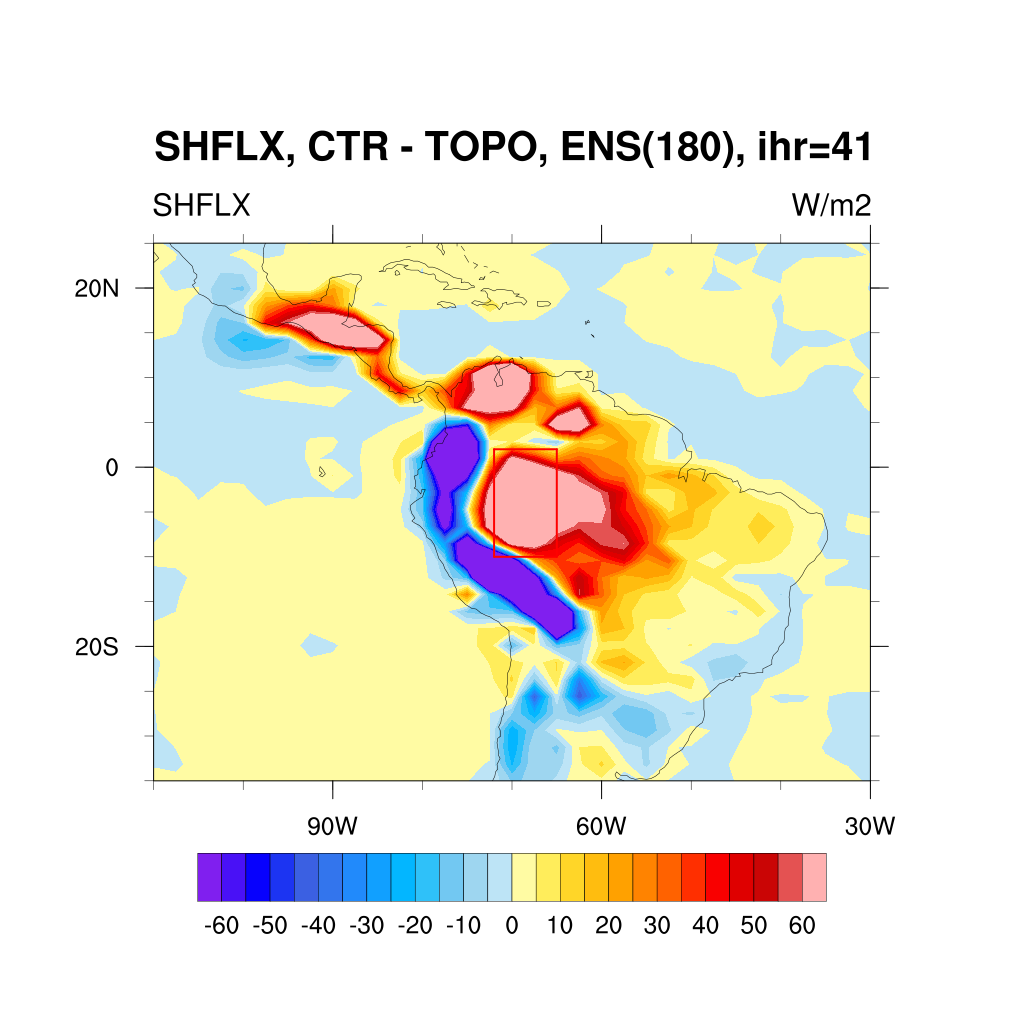 SHFLX, CTR - TOPO, ENS(180), ihr=41
SHFLX W/m2
20N
0
20S
90W 60W 30W
-60 -50 -40 -30 -20 -10 0 10 20 30 40 50 60